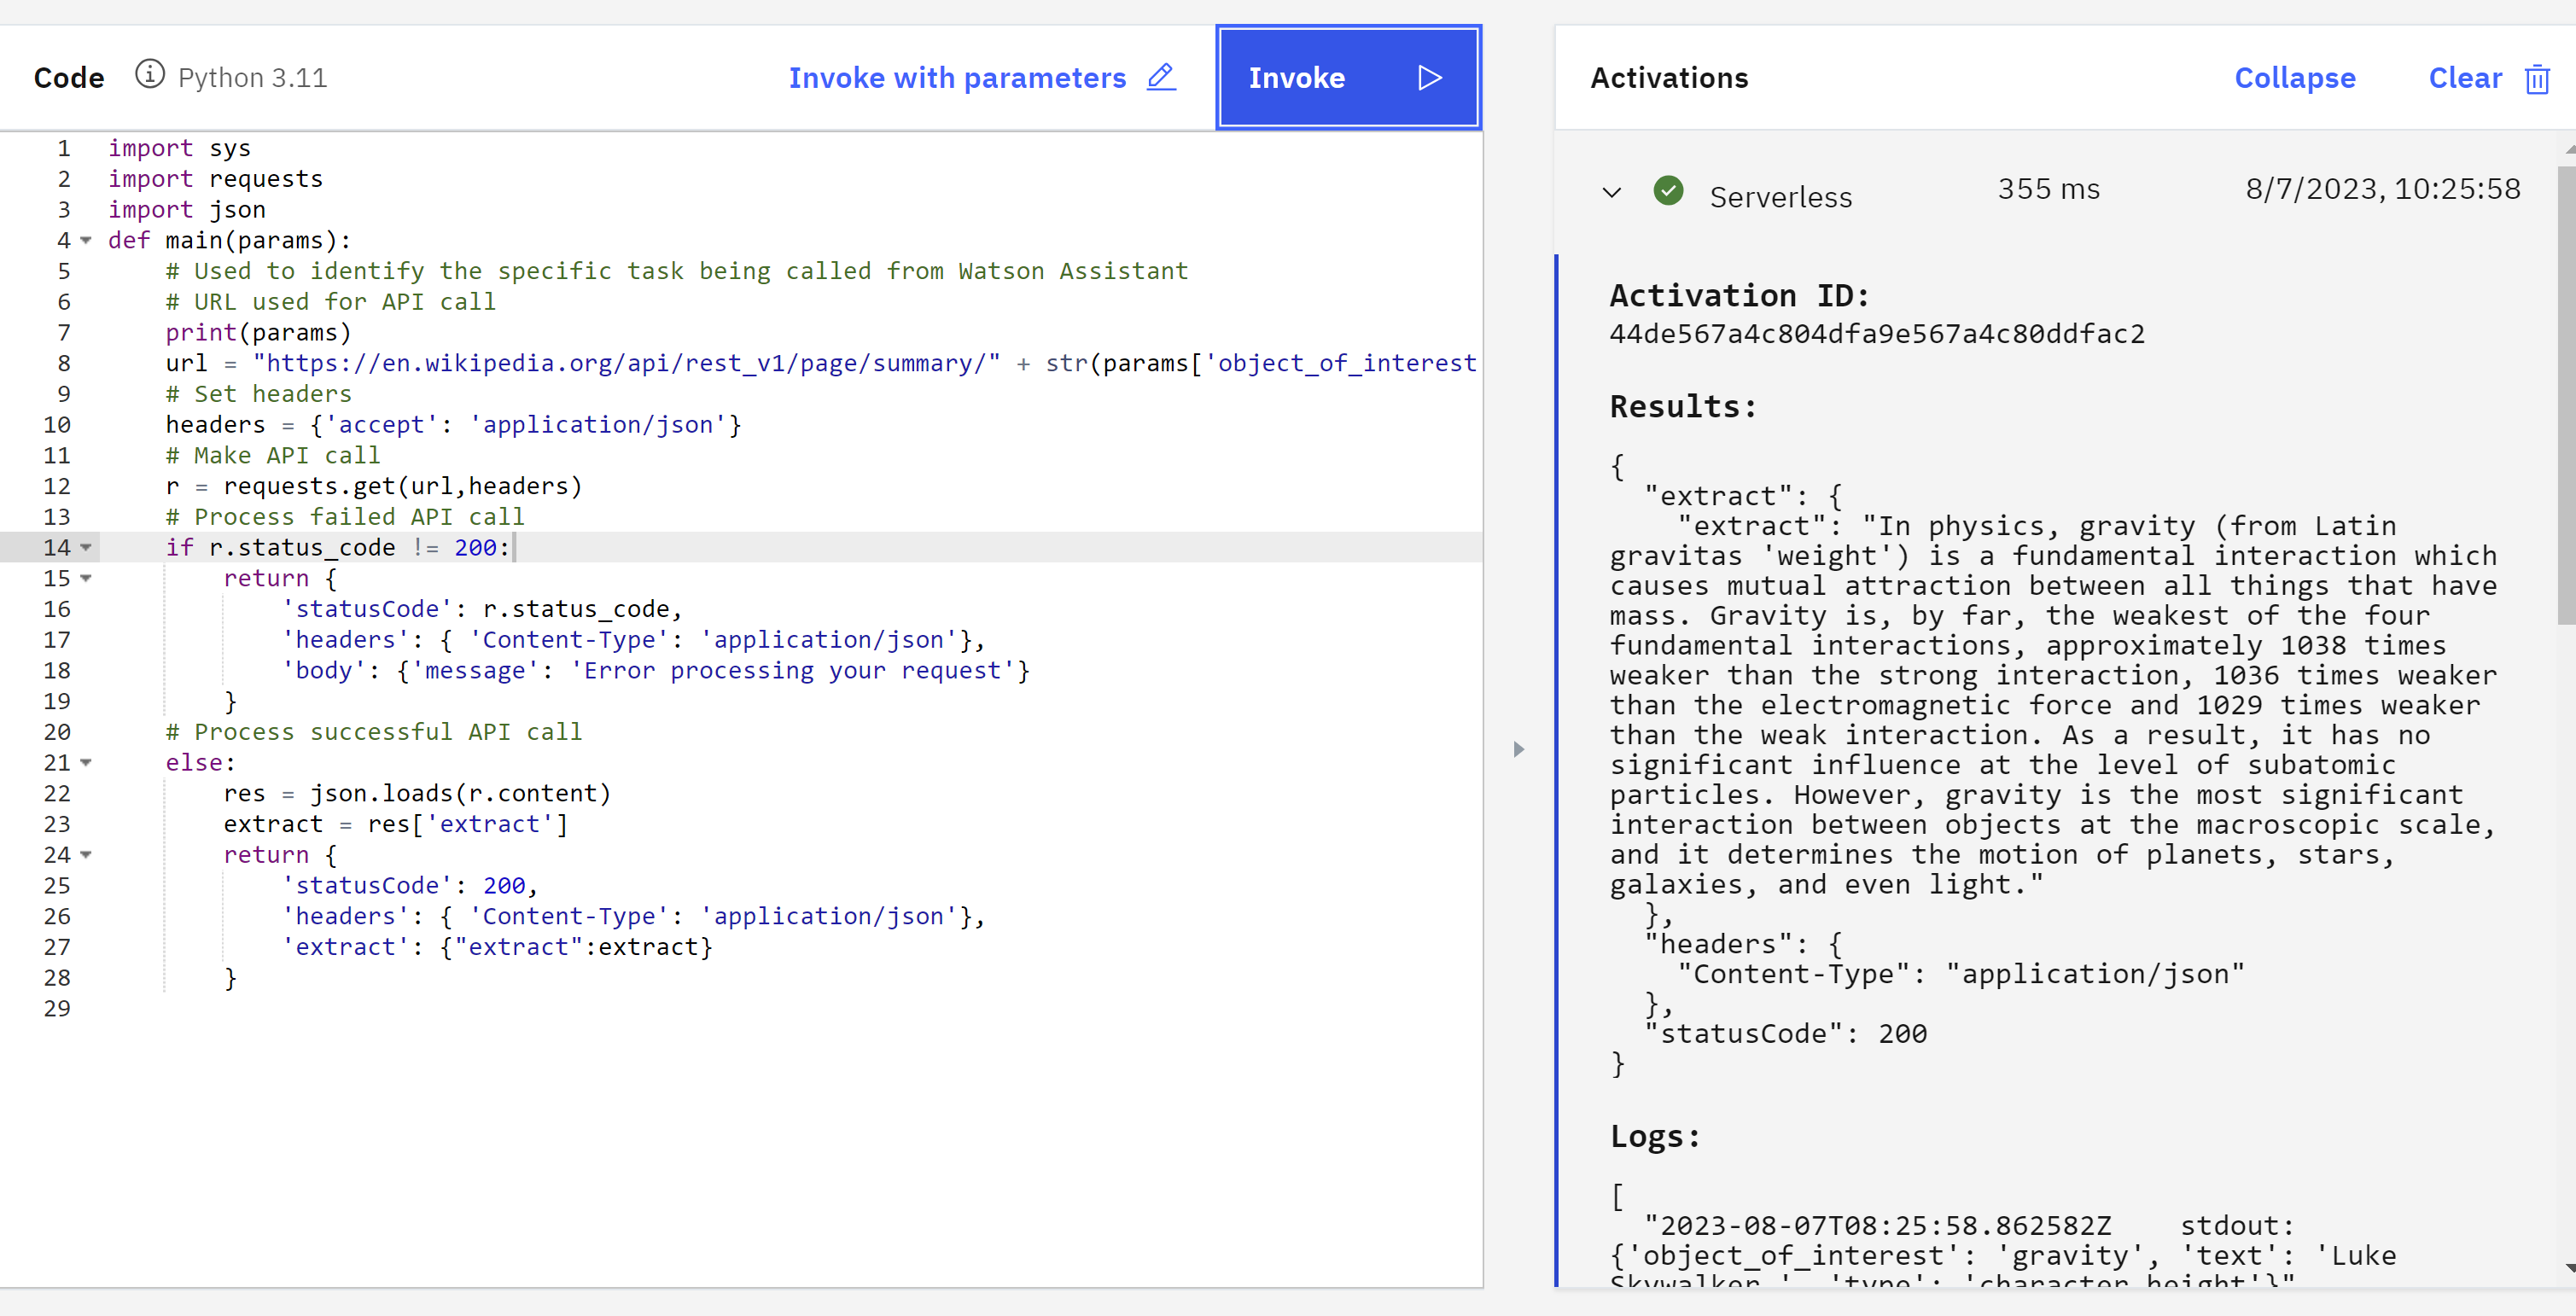 Code Python 3.11 Invoke with parameters Invoke
1 import sys
2 import requests
3 import json
4 def main(params):
5 # Used to identify the specific task being called from Watson Assistant
6 # URL used for API call
7 print(params)
8 url = "https://en.wikipedia.org/api/rest_v1/page/summary/" + str(params['object_of_interest
9 # Set headers
10 headers = {'accept': 'application/json'}
11 # Make API call
12 r = requests.get(url,headers)
13 # Process failed API call
14 if r.status_code != 200:
15 return {
16 'statusCode': r.status_code,
17 'headers': { 'Content-Type': 'application/json'},
18 'body': {'message': 'Error processing your request'}
19 }
20 # Process successful API call
21 else:
22 res = json.loads(r.content)
23 extract = res['extract']
24 return {
25 'statusCode': 200,
26 'headers': { 'Content-Type': 'application/json'},
27 'extract': {"extract":extract}
28 }
29
Activations Collapse Clear
Serverless 355 ms 8/7/2023, 10:25:58
Activation ID:
44de567a4c804dfa9e567a4c80ddfac2
Results:
{
"extract": {
"extract": "In physics, gravity (from Latin
gravitas 'weight') is a fundamental interaction which
causes mutual attraction between all things that have
mass. Gravity is, by far, the weakest of the four
fundamental interactions, approximately 1038 times
weaker than the strong interaction, 1036 times weaker
than the electromagnetic force and 1029 times weaker
than the weak interaction. As a result, it has no
significant influence at the level of subatomic
particles. However, gravity is the most significant
interaction between objects at the macroscopic scale,
and it determines the motion of planets, stars,
galaxies, and even light."
},
"headers": {
"Content-Type": "application/json"
},
"statusCode": 200
}
Logs:
[
"2023-08-07T08:25:58.862582Z stdout:
{'object_of_interest': 'gravity', 'text': 'Luke
Skywalker ', 'type': 'character height'}"